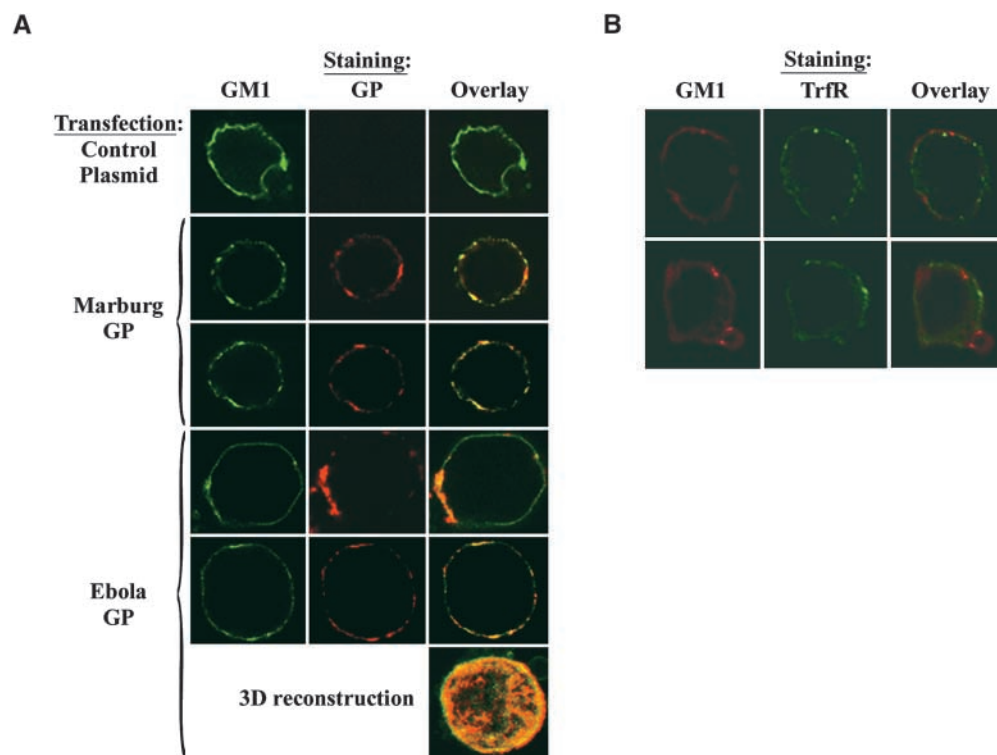 A
Staining:
GM1 GP Overlay
Transfection:
Control
Plasmid
Marburg
GP
Ebola
GP
3D reconstruction
B
Staining:
GM1 TrfR Overlay